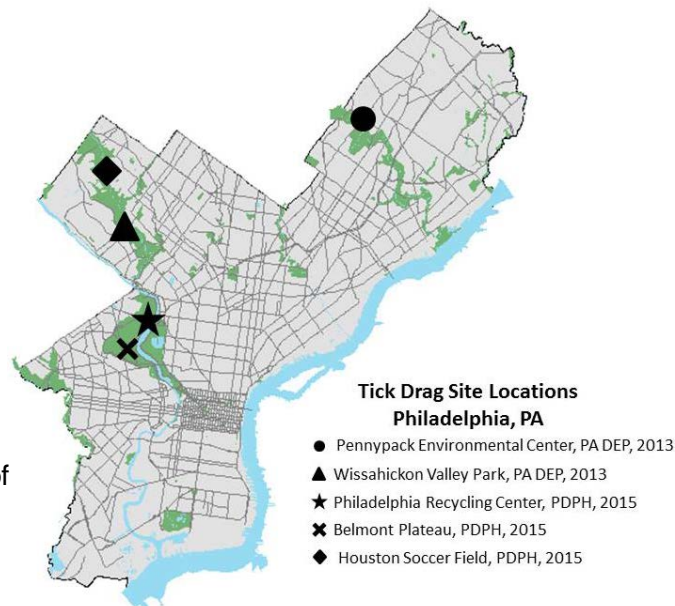 Tick Drag Site Locations
Philadelphia, PA
Pennypack Environmental Center, PA DEP, 2013
Wissahickon Valley Park, PA DEP, 2013
of
Philadelphia Recycling Center, PDPH, 2015
Belmont Plateau, PDPH, 2015
Houston Soccer Field, PDPH, 2015